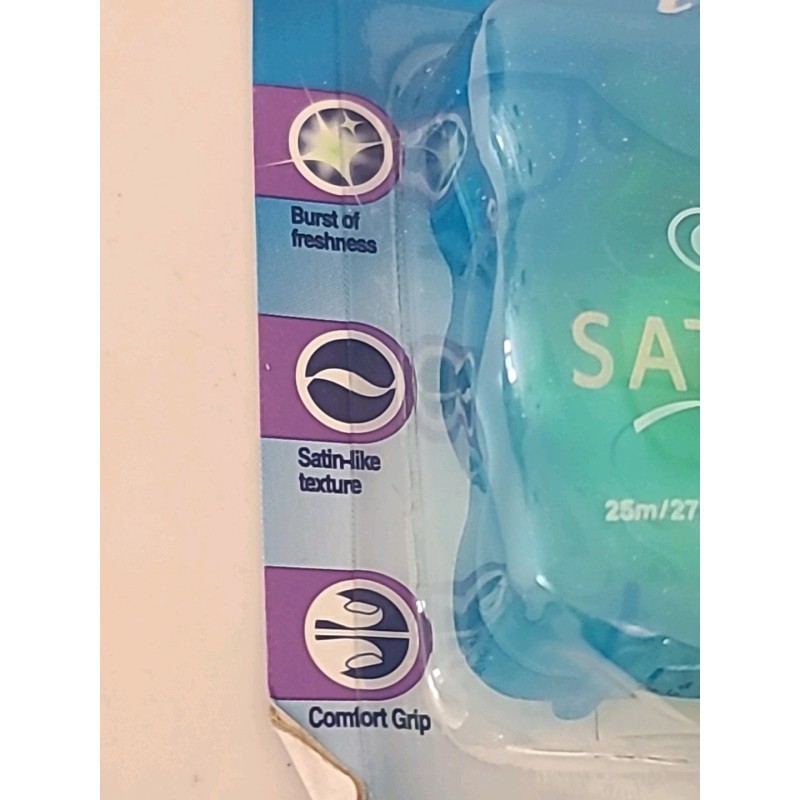 Burst of
freshness
SAT
Satin-like
texture
25m/27
Comfort Grip